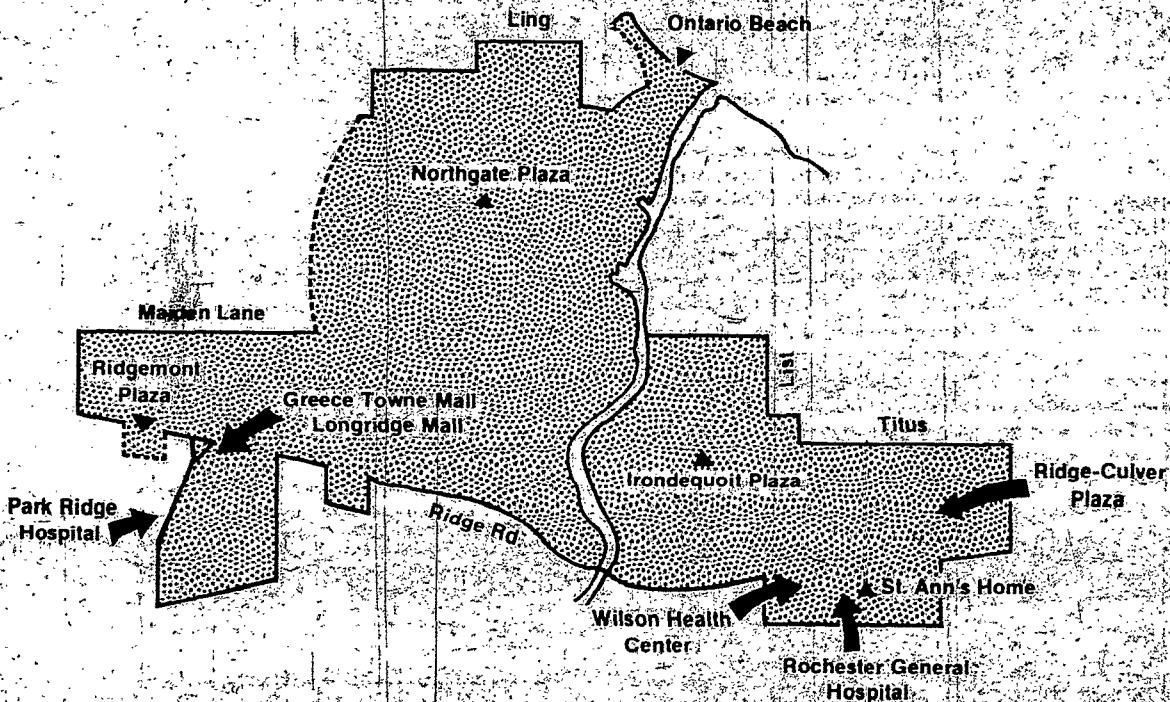 Ling
Ontario Beach
Northgate Plaza
Maiden Lane
Ridgemont
Plaza
Greece Towne Mall
Longridge Mall
List
Titus
Irondequoit Plaza
Ridge-Culver
Plaza
Park Ridge
Hospital
Ridge Rd.
St. Ann's Home
Wilson Health
Center
Rochester General
Hospital